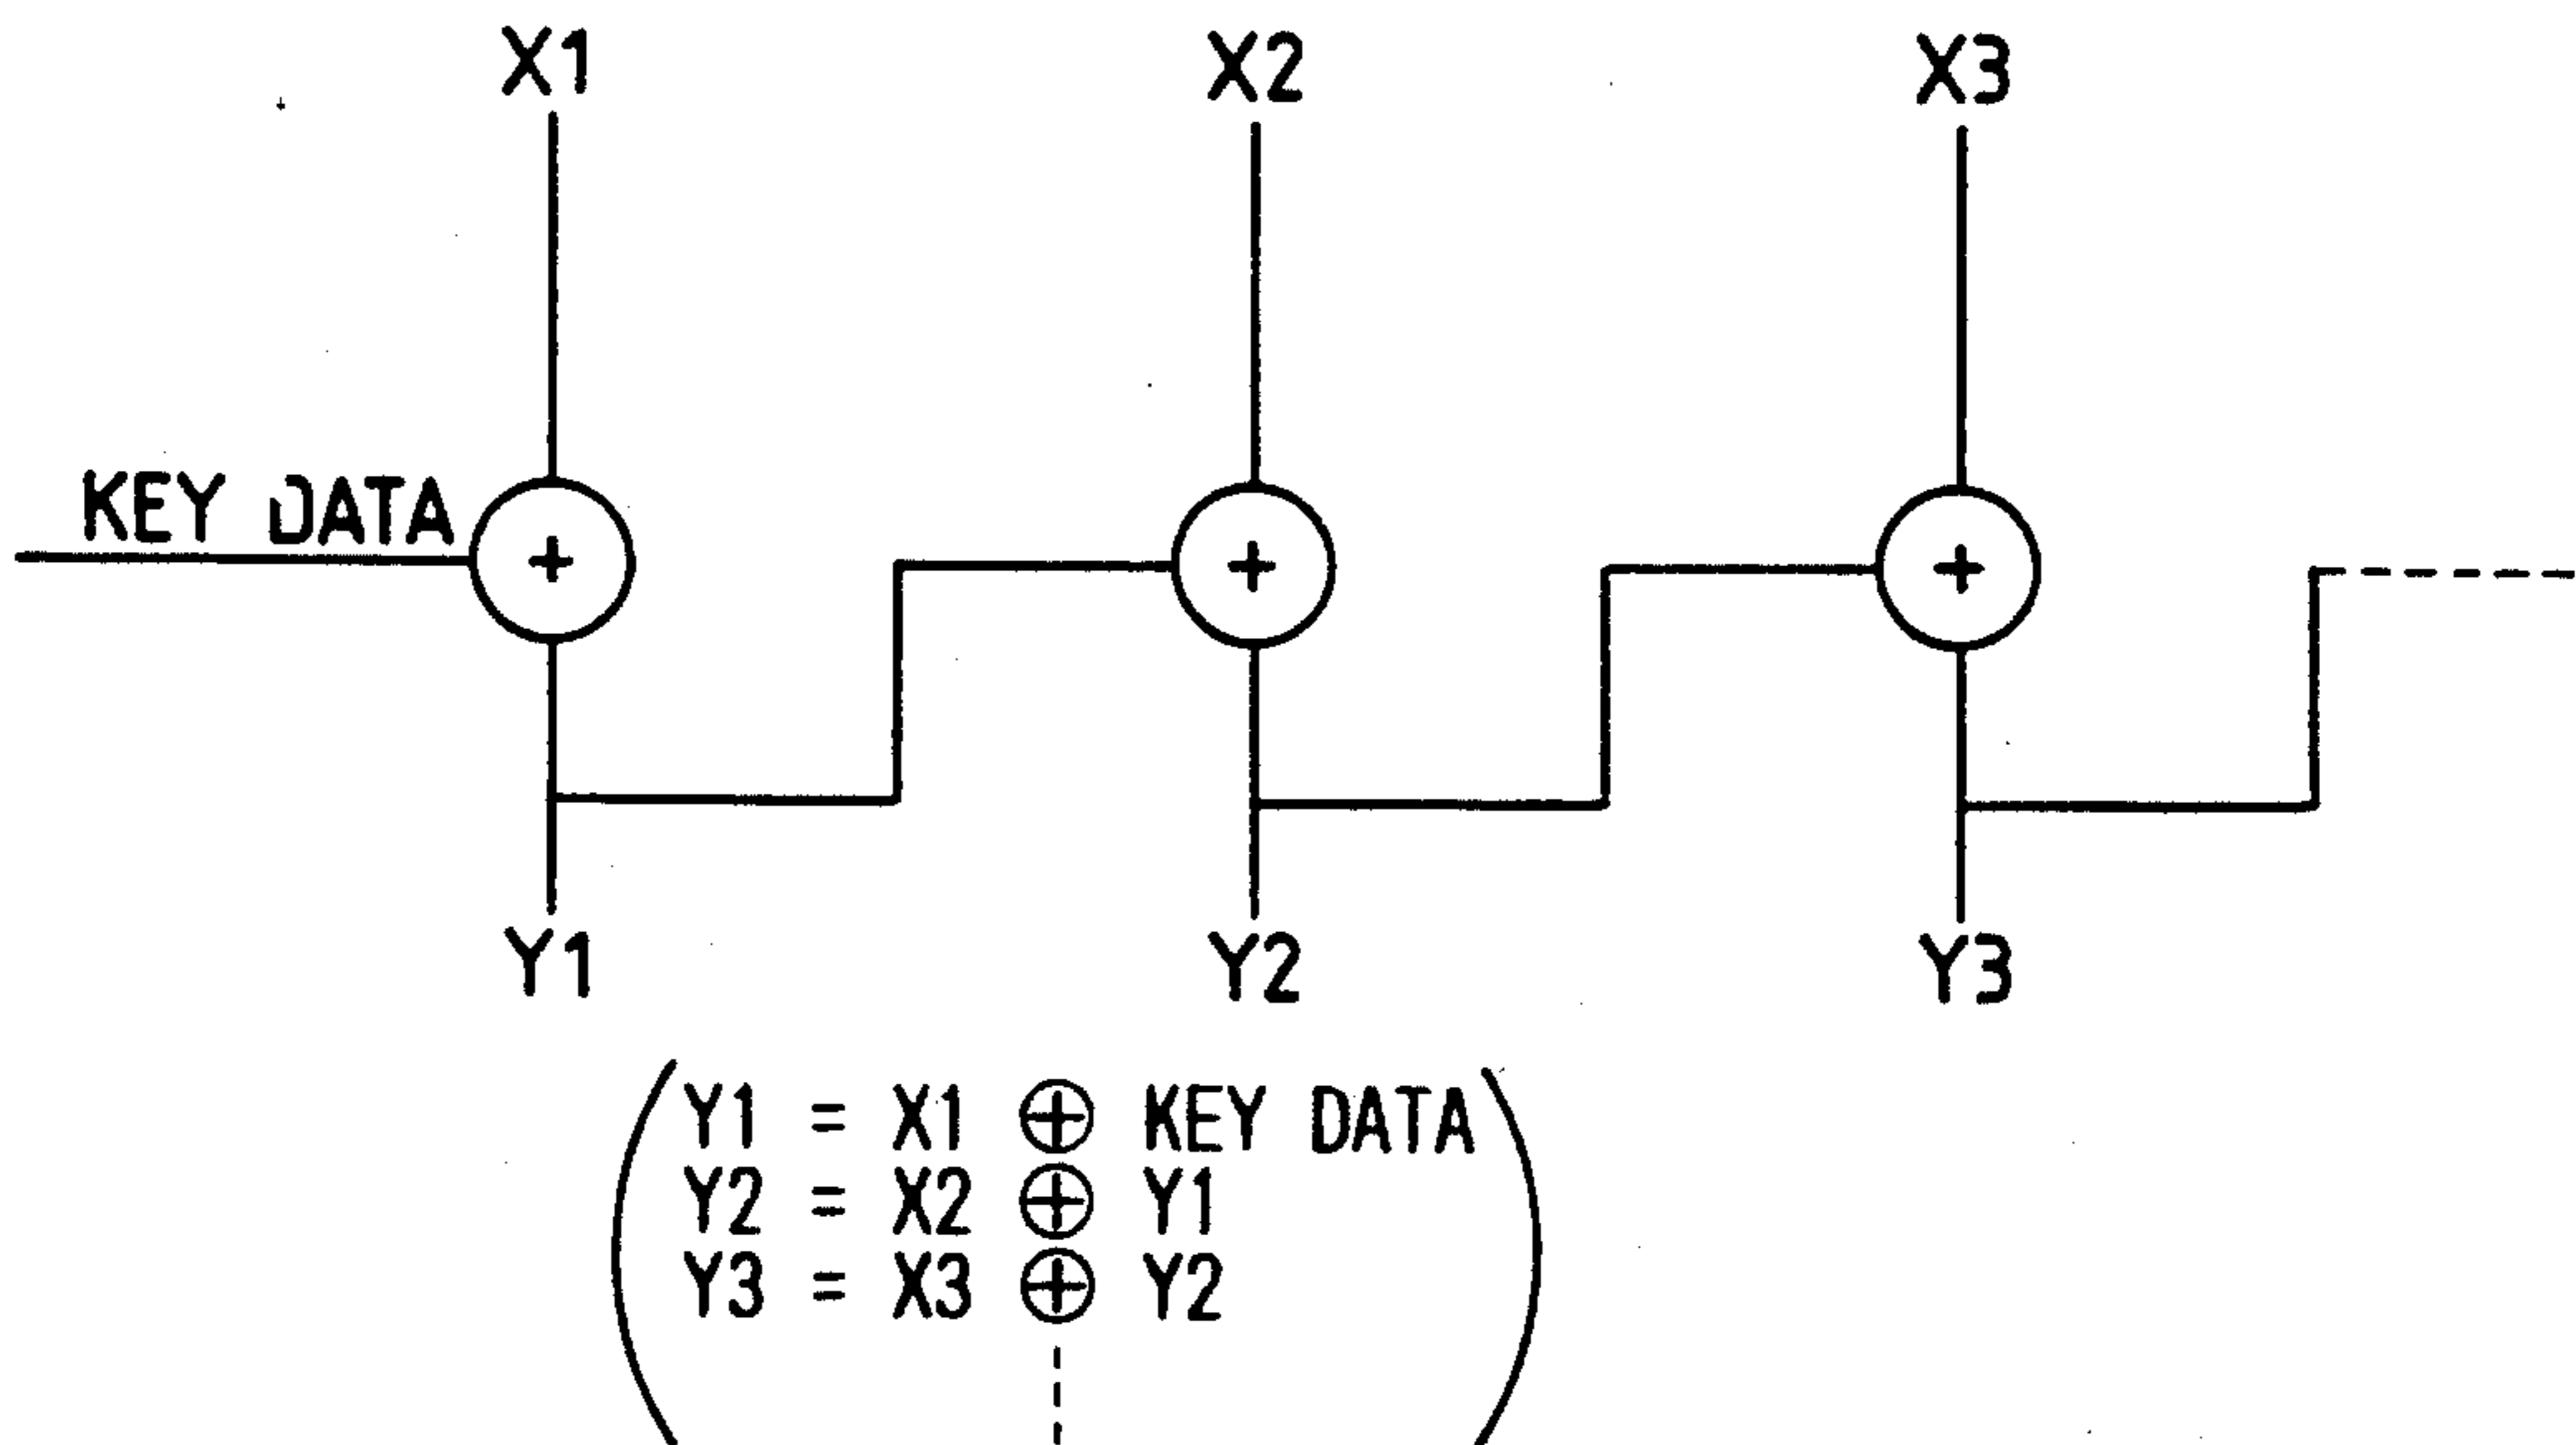 X1 X2 X3
KEY DATA
Y1 Y2 Y3
Y1 = X1 ⊕ KEY DATA
Y2 = X2 ⊕ Y1
Y3 = X3 ⊕ Y2